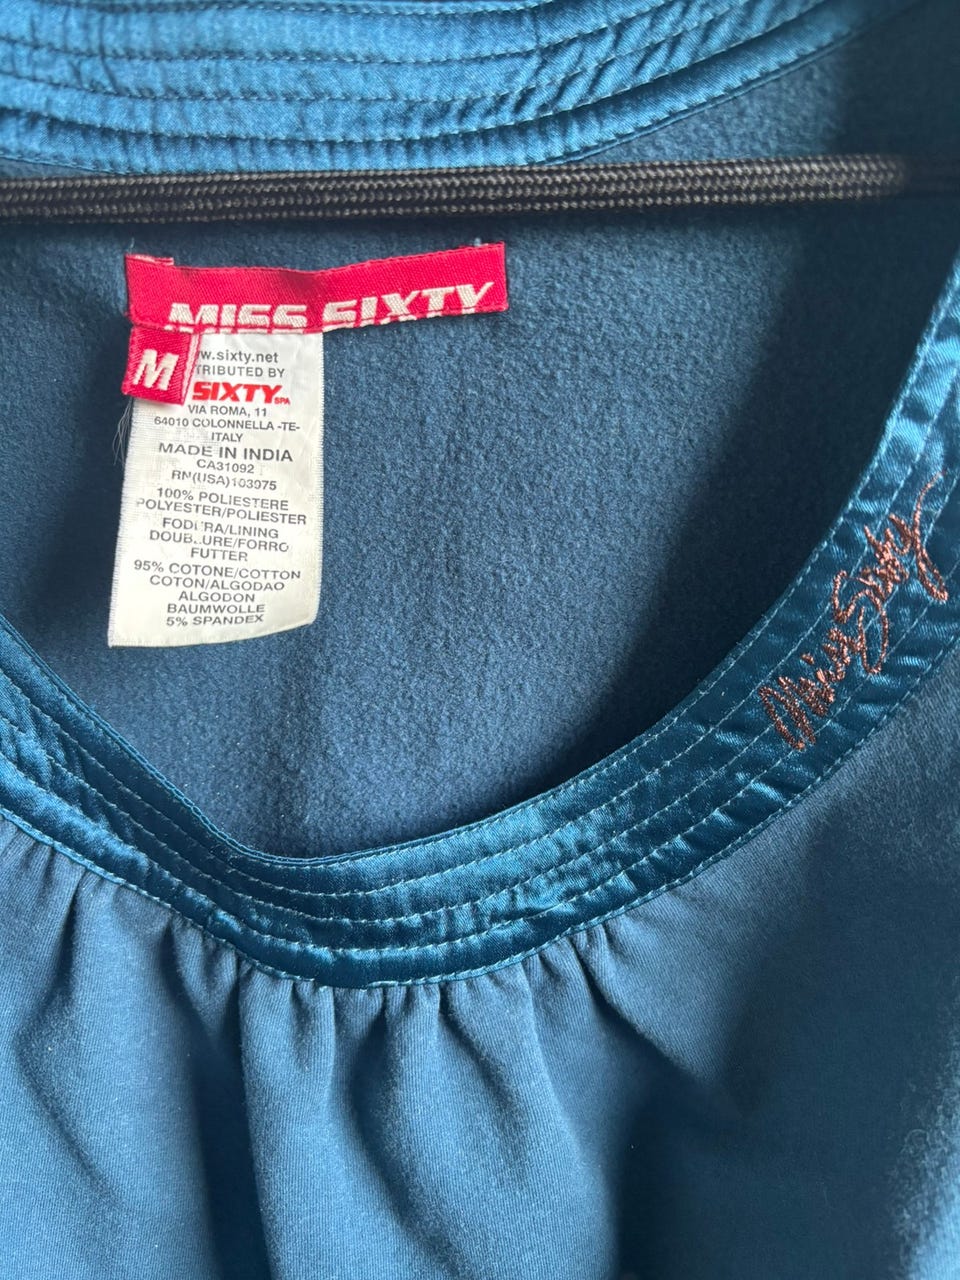 MISS SIXTY
M
w.sixty.net
TRIBUTED BY
SIXTY SPA
VIA ROMA, 11
64010 COLONNELLA -TE-
ITALY
MADE IN INDIA
CA31092
RN(USA)103975
100% POLIESTERE
POLYESTER/POLIESTER
FODERA/LINING
DOUBLURE/FORRO
FUTTER
95% COTONE/COTTON
COTON/ALGODAO
ALGODON
BAUMWOLLE
5% SPANDEX
Miss Sixty